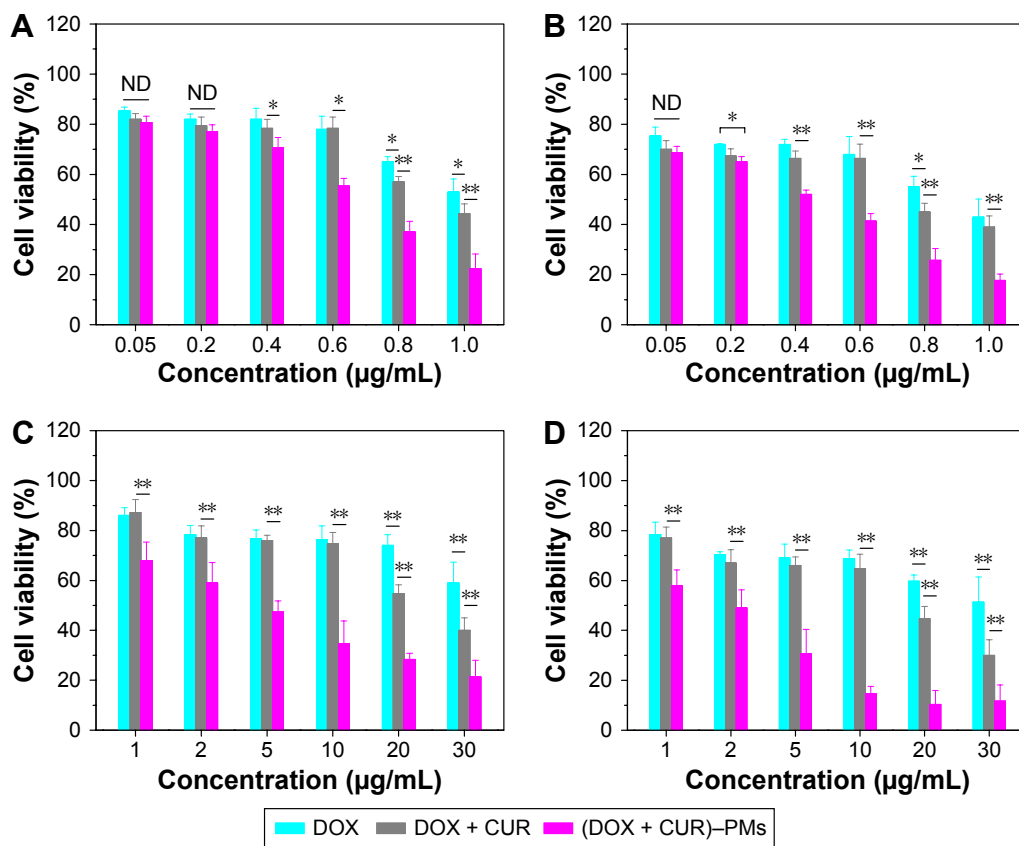 A
120
100
80
60
40
20
0
Cell viability (%)
ND
ND
*
*
*
**
*
**
0.05 0.2 0.4 0.6 0.8 1.0
Concentration (µg/mL)
B
120
100
80
60
40
20
0
Cell viability (%)
ND
*
**
**
*
**
**
0.05 0.2 0.4 0.6 0.8 1.0
Concentration (µg/mL)
C
120
100
80
60
40
20
0
Cell viability (%)
**
**
**
**
**
**
**
**
1 2 5 10 20 30
Concentration (µg/mL)
D
120
100
80
60
40
20
0
Cell viability (%)
**
**
**
**
**
**
**
**
1 2 5 10 20 30
Concentration (µg/mL)
DOX DOX + CUR (DOX + CUR)–PMs